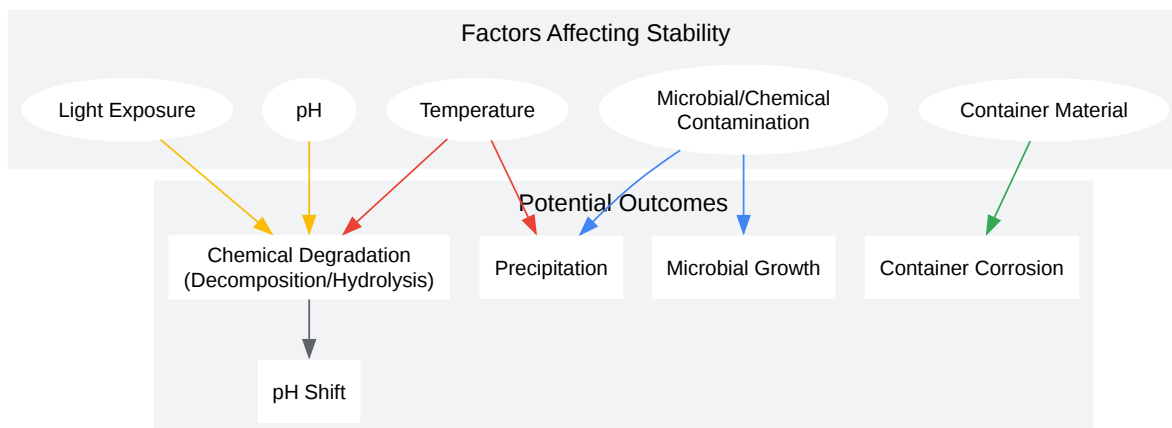 Factors Affecting Stability
Light Exposure
pH
Temperature
Microbial/Chemical
Contamination
Container Material
Potential Outcomes
Chemical Degradation
(Decomposition/Hydrolysis)
Precipitation
Microbial Growth
Container Corrosion
pH Shift